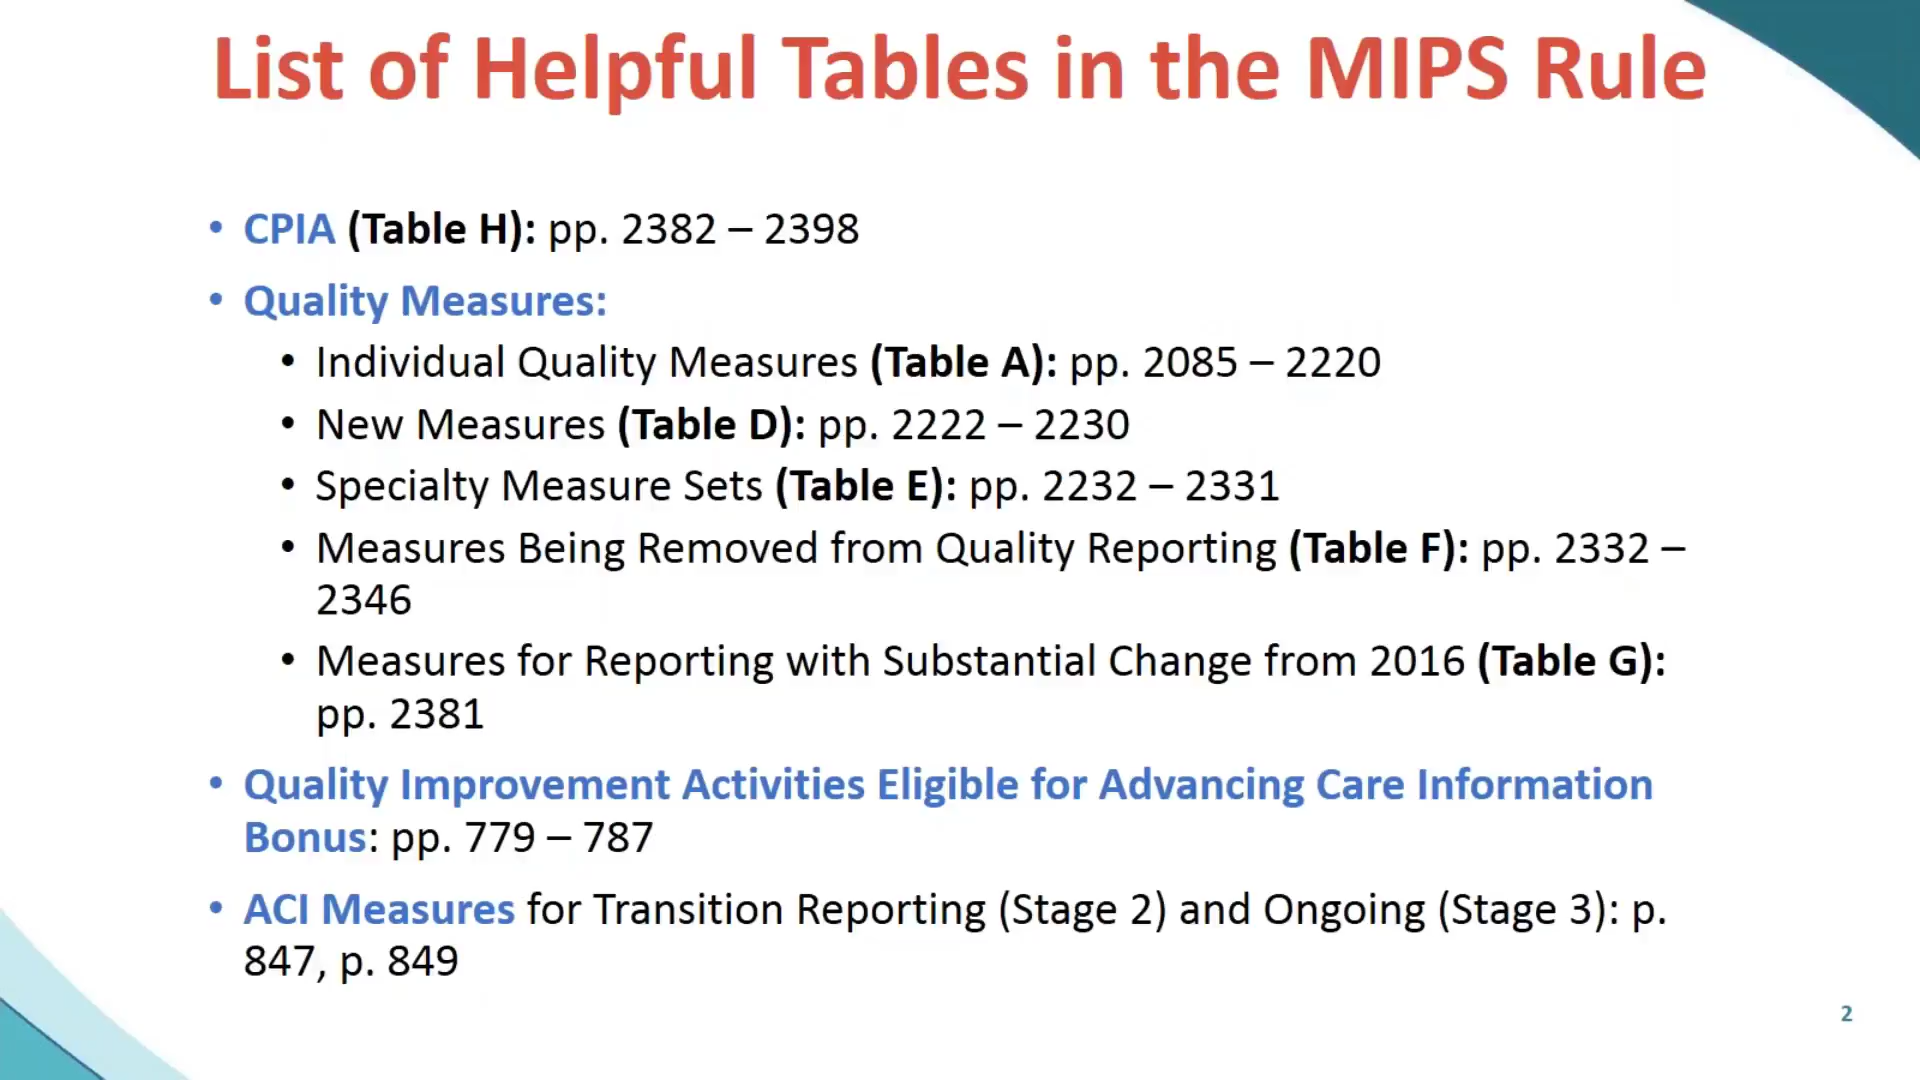 List of Helpful Tables in the MIPS Rule
• CPIA (Table H): pp. 2382 – 2398
• Quality Measures:
• Individual Quality Measures (Table A): pp. 2085 – 2220
• New Measures (Table D): pp. 2222 – 2230
• Specialty Measure Sets (Table E): pp. 2232 – 2331
• Measures Being Removed from Quality Reporting (Table F): pp. 2332 –
2346
• Measures for Reporting with Substantial Change from 2016 (Table G):
pp. 2381
• Quality Improvement Activities Eligible for Advancing Care Information
Bonus: pp. 779 – 787
• ACI Measures for Transition Reporting (Stage 2) and Ongoing (Stage 3): p.
847, p. 849
2